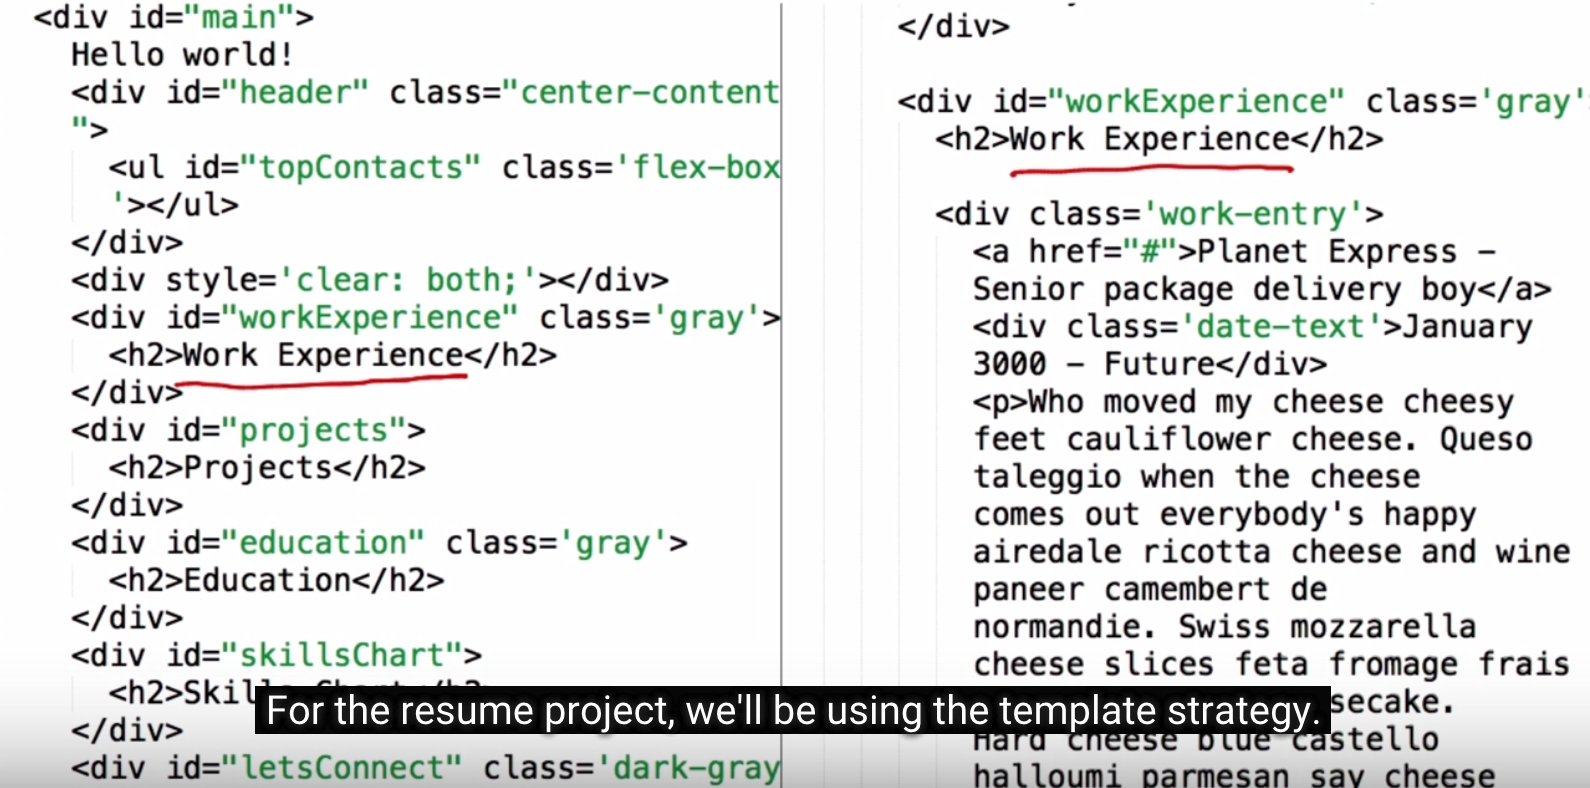 <div id="main">
Hello world!
<div id="header" class="center-content
">
<ul id="topContacts" class='flex-box
'></ul>
</div>
<div style='clear: both;'></div>
<div id="workExperience" class='gray'>
<h2>Work Experience</h2>
</div>
<div id="projects">
<h2>Projects</h2>
</div>
<div id="education" class='gray'>
<h2>Education</h2>
</div>
<div id="skillsChart">
<h2>Skil
</div>
<div id="letsConnect" class='dark-gray
</div>
<div id="workExperience" class='gray'
<h2>Work Experience</h2>
<div class='work-entry'>
<a href="#">Planet Express -
Senior package delivery boy</a>
<div class='date-text'>January
3000 - Future</div>
<p>Who moved my cheese cheesy
feet cauliflower cheese. Queso
taleggio when the cheese
comes out everybody's happy
airedale ricotta cheese and wine
paneer camembert de
normandie. Swiss mozzarella
cheese slices feta fromage frais
secake.
Hard cheese blue castello
halloumi parmesan say cheese
For the resume project, we'll be using the template strategy.